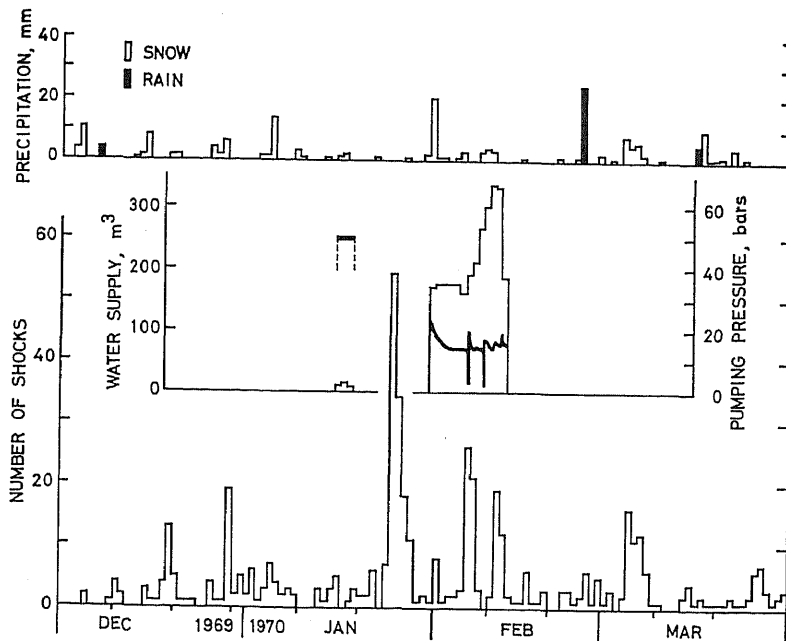 PRECIPITATION, mm
40
20
0
SNOW
RAIN
WATER SUPPLY, m³
300
200
100
0
PUMPING PRESSURE, bars
60
40
20
0
NUMBER OF SHOCKS
60
40
20
0
DEC 1969 1970 JAN FEB MAR